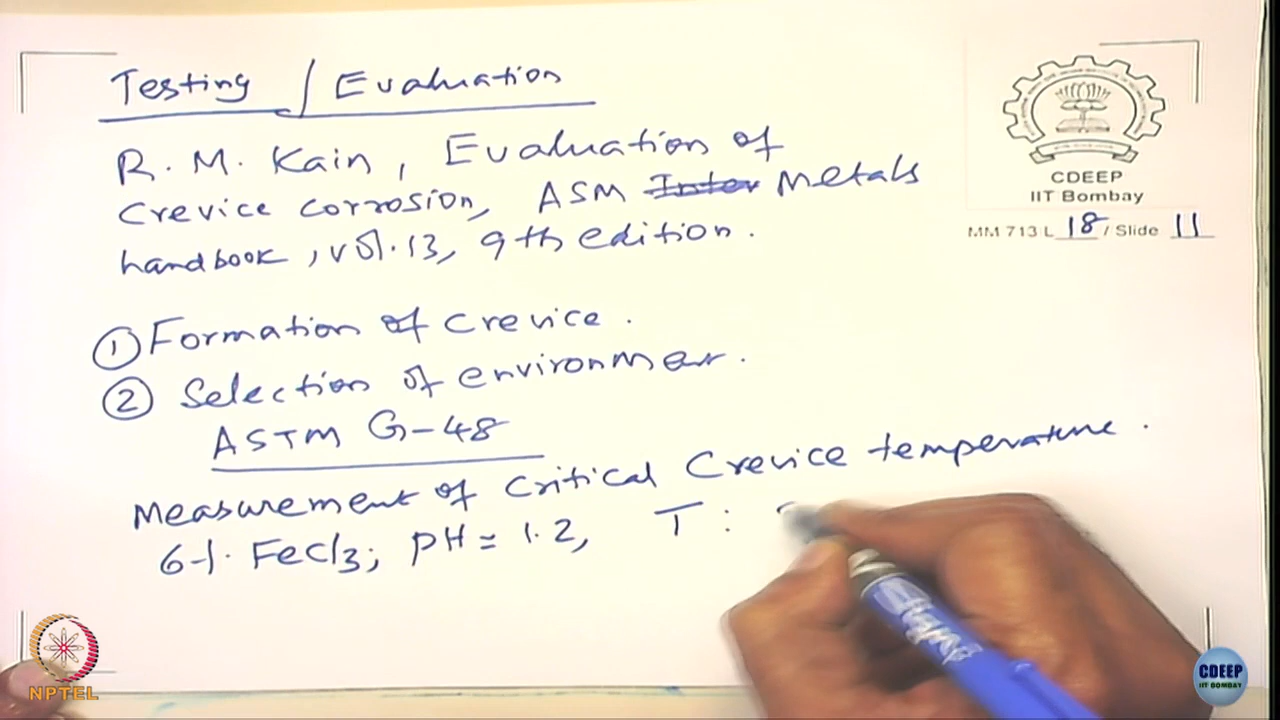 Testing / Evaluation
R. M. Kain, Evaluation of
crevice corrosion, ASM Inter Metals
handbook, vol. 13, 9th edition.
① Formation of crevice.
② Selection of environment.
ASTM G-48
Measurement of Critical Crevice temperature.
6-1. FeCl3; pH = 1.2, T :
CDEEP
IIT Bombay
MM 713 L 18 / Slide 11
NPTEL
CDEEP
IIT BOMBAY